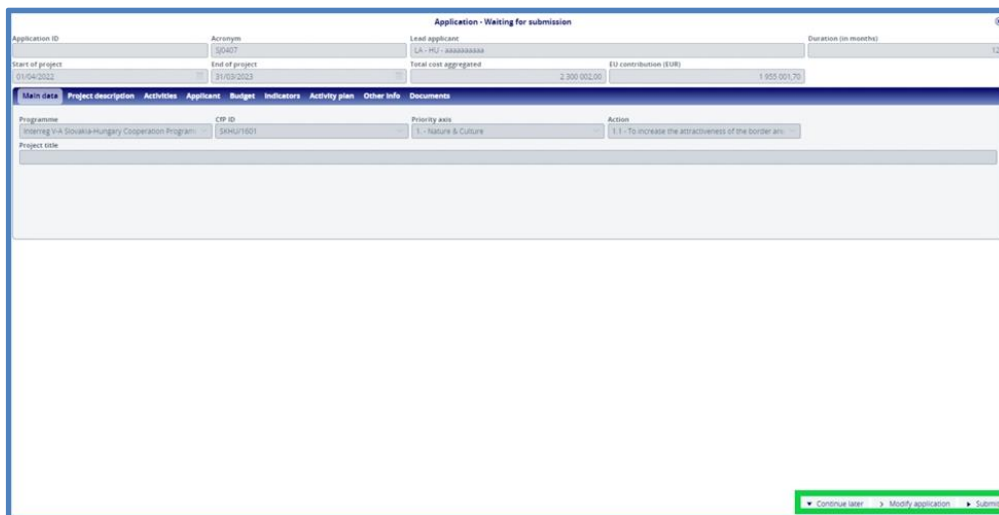 Application - Waiting for submission
Application ID Acronym Lead applicant Duration (in months)
SJ0407 LA - HU - aaaaaaaaaa 12
Start of project End of project Total cost aggregated EU contribution (EUR)
01/04/2022 31/03/2023 2 300 002,00 1 955 001,70
Main data Project description Activities Applicant Budget Indicators Activity plan Other info Documents
Programme CfP ID Priority axis Action
Interreg V-A Slovakia-Hungary Cooperation Program SKHU/1601 1. - Nature & Culture 1.1 - To increase the attractiveness of the border
Project title
Continue later Modify application